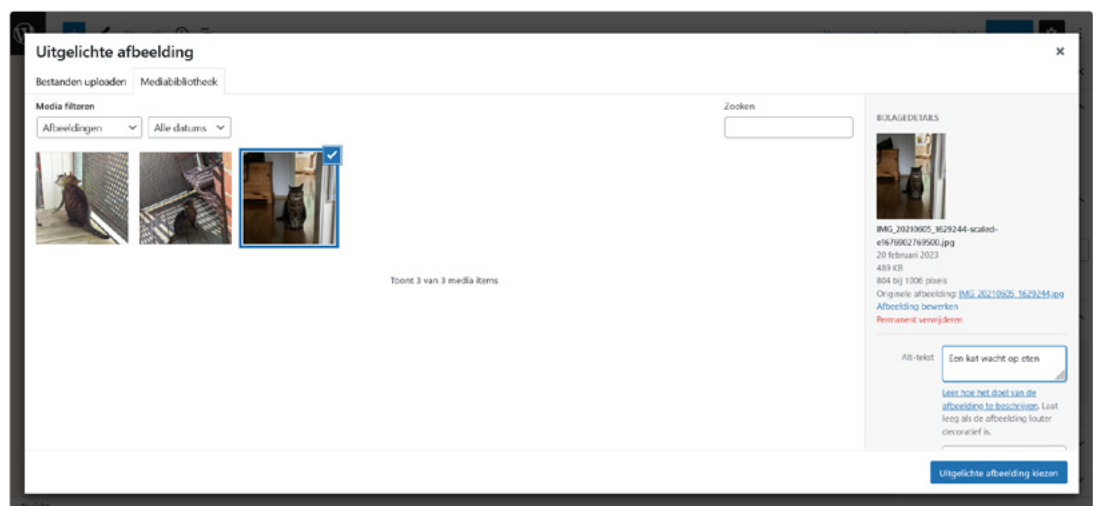 Uitgelichte afbeelding
Bestanden uploaden
Mediabibliotheek
Media filteren
Afbeeldingen
Alle datums
Zoeken
Toont 3 van 3 media items
BIJLAGEDETAILS
IMG_20210605_1629244-scaled-
e1676902769500.jpg
20 februari 2023
489 KB
804 bij 1006 pixels
Originele afbeelding: IMG_20210605_1629244.jpg
Afbeelding bewerken
Permanent verwijderen
Alt-tekst
Een kat wacht op eten
Leer hoe het doel van de
afbeelding te beschrijven. Laat
leeg als de afbeelding louter
decoratief is.
Uitgelichte afbeelding kiezen